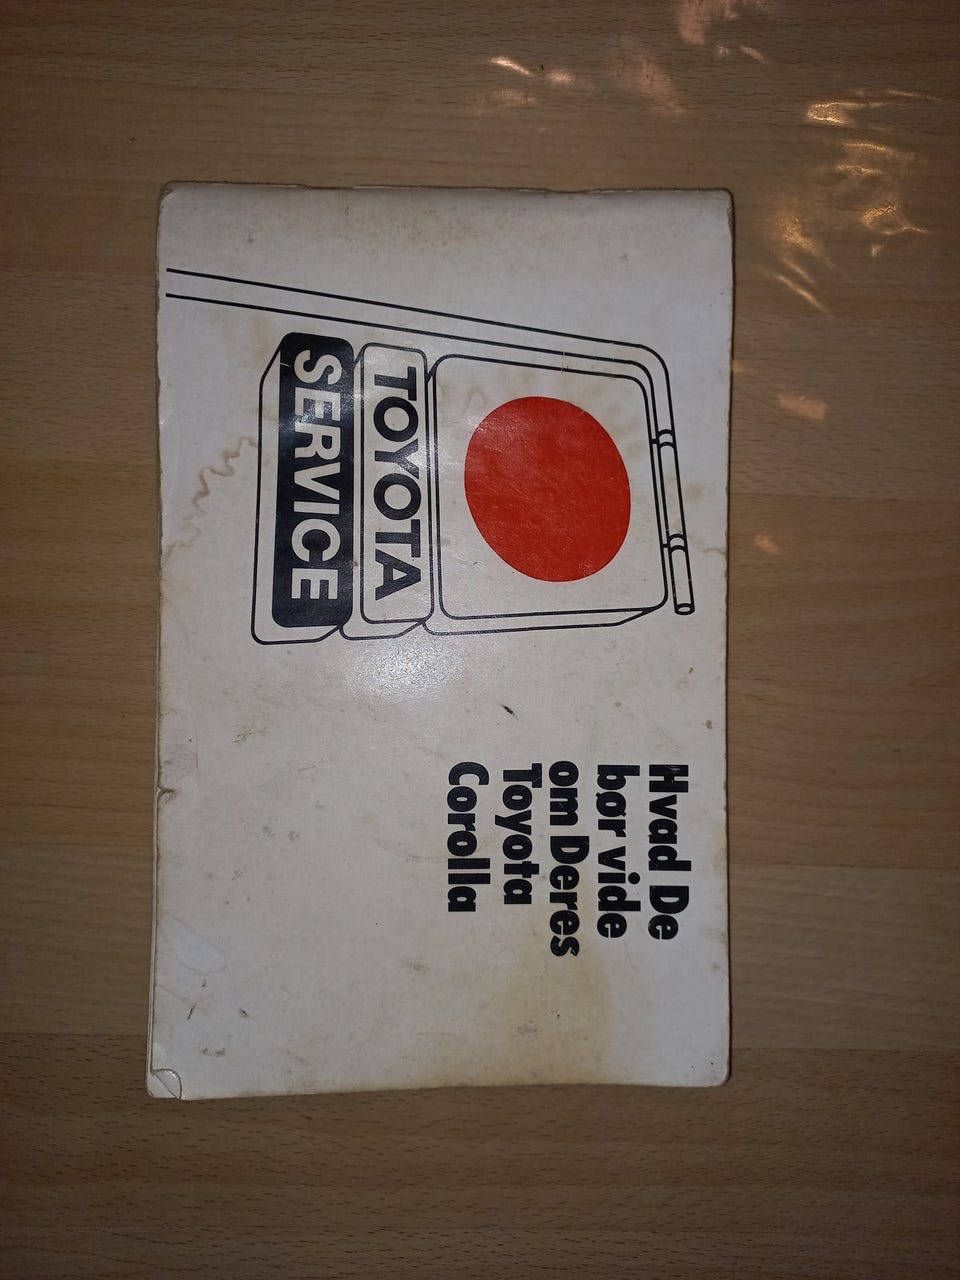 TOYOTA
SERVICE
Hvad De
bør vide
om Deres
Toyota
Corolla